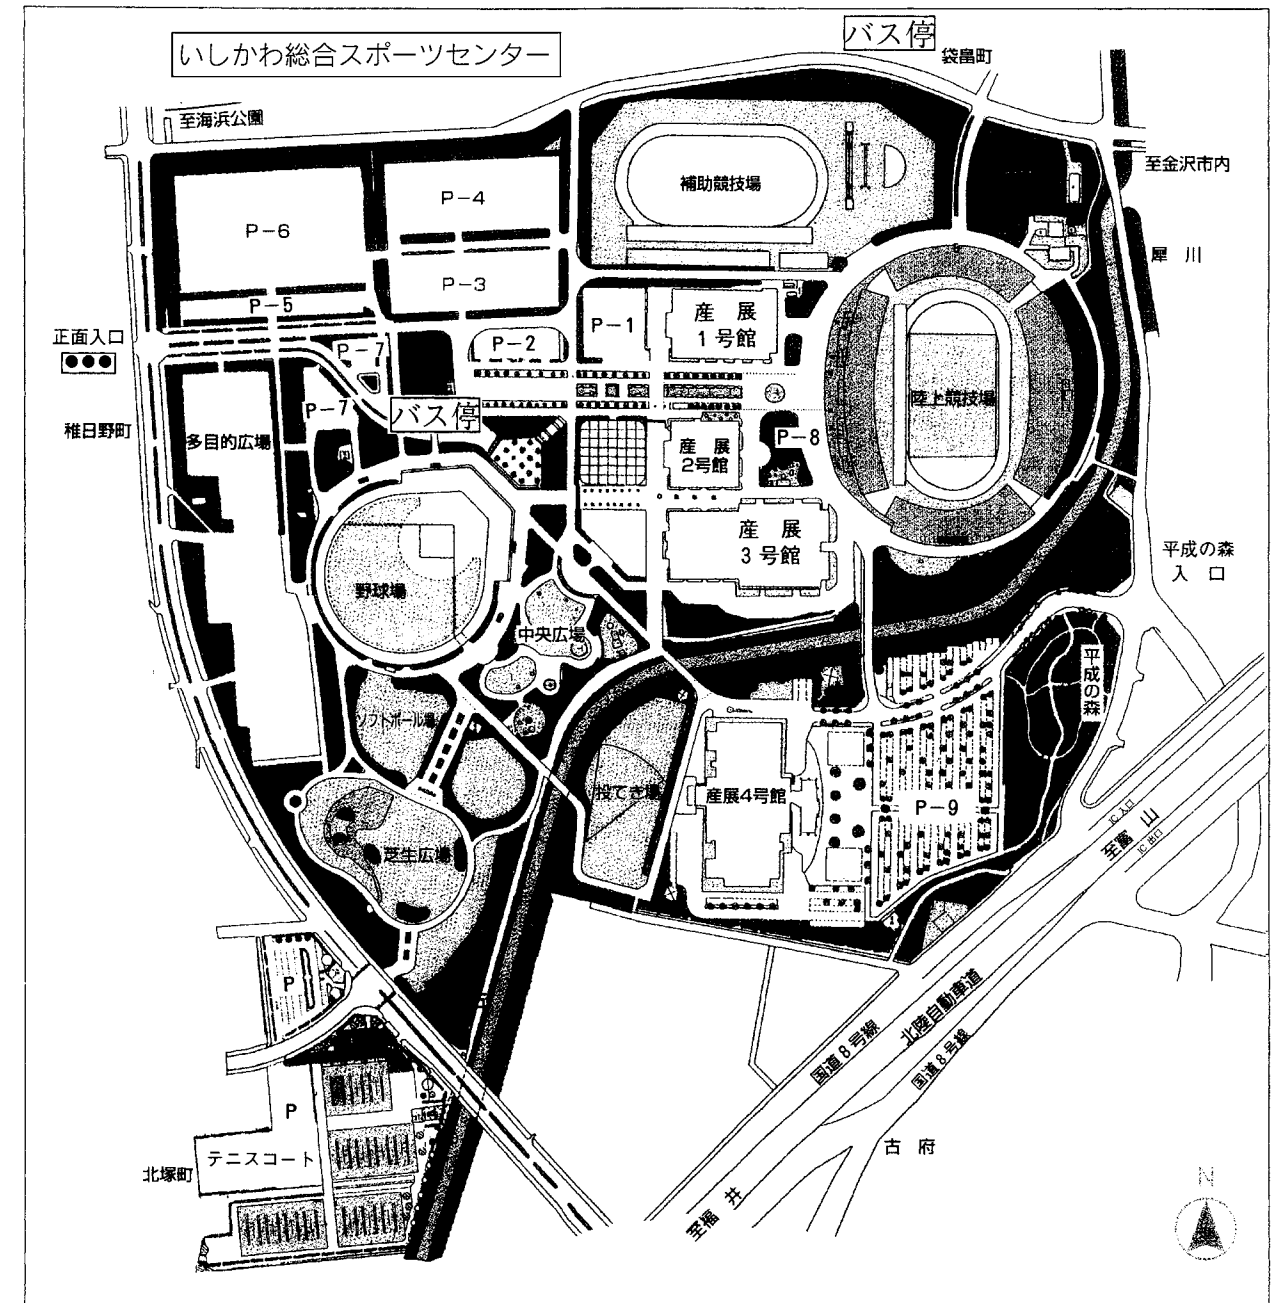 バス停
袋畠町
いしかわ総合スポーツセンター
至海浜公園
至金沢市内
補助競技場
P-4
P-6
犀川
P-3
P-5
産展
1号館
P-1
正面入口
P-2
P-7
陸上競技場
P-7
バス停
稚日野町
多目的広場
P-8
産展
2号館
産展
3号館
平成の森
入口
野球場
中央広場
平成の森
ソフトボール場
投てき場
産展4号館
P-9
IC入口
至富山
IC出口
芝生広場
P
北陸自動車道
国道8号線
国道8号線
P
古府
テニスコート
北塚町
至福井
N